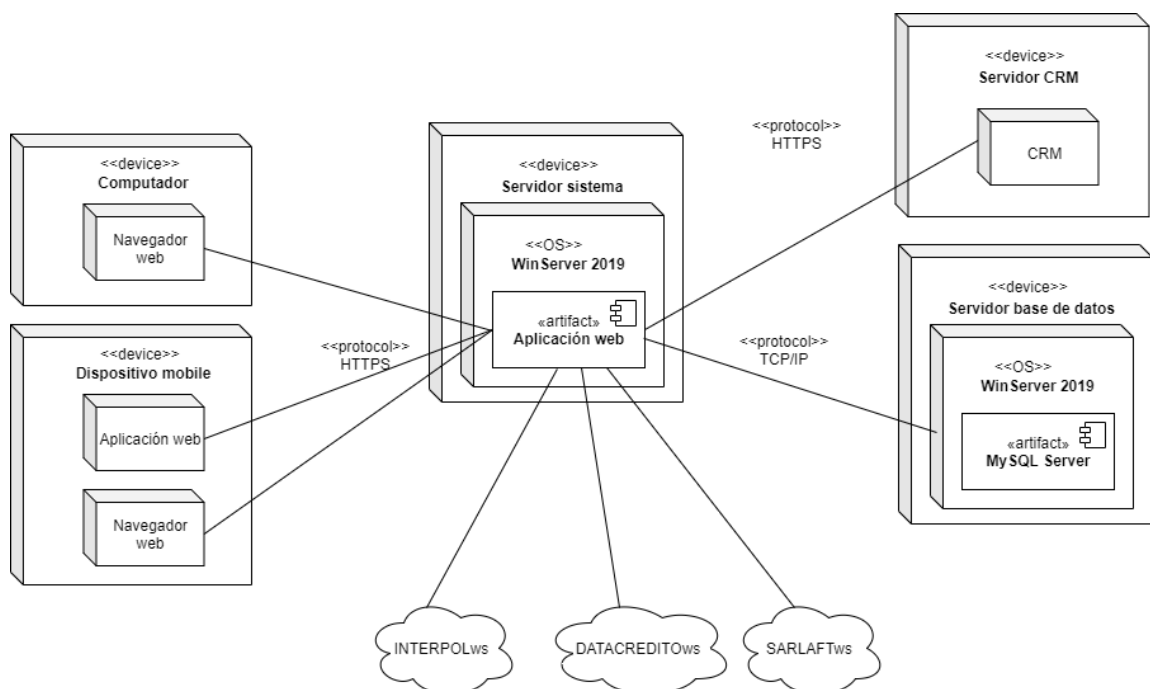 <<device>>
Computador
Navegador
web
<<device>>
Dispositivo mobile
Aplicación web
Navegador
web
<<protocol>>
HTTPS
<<device>>
Servidor sistema
<<OS>>
WinServer 2019
«artifact»
Aplicación web
<<protocol>>
HTTPS
<<device>>
Servidor CRM
CRM
<<protocol>>
TCP/IP
<<device>>
Servidor base de datos
<<OS>>
WinServer 2019
«artifact»
MySQL Server
INTERPOLws
DATACREDITOws
SARLAFTws